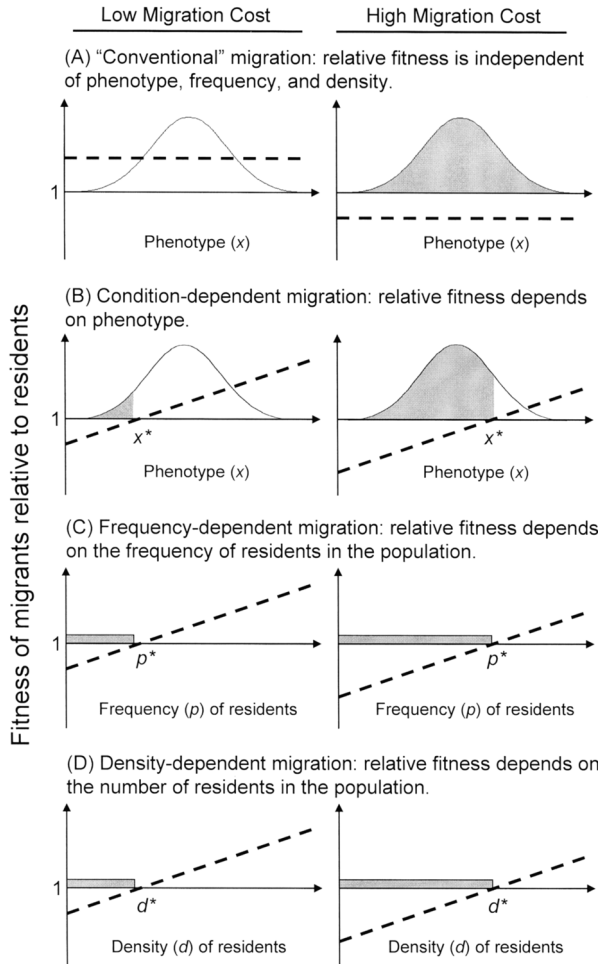 Low Migration Cost High Migration Cost
(A) “Conventional” migration: relative fitness is independent
of phenotype, frequency, and density.
1
Phenotype (x) Phenotype (x)
(B) Condition-dependent migration: relative fitness depends
on phenotype.
1
x* x*
Phenotype (x) Phenotype (x)
Fitness of migrants relative to residents
(C) Frequency-dependent migration: relative fitness depends
on the frequency of residents in the population.
1
p* p*
Frequency (p) of residents Frequency (p) of residents
(D) Density-dependent migration: relative fitness depends on
the number of residents in the population.
1
d* d*
Density (d) of residents Density (d) of residents